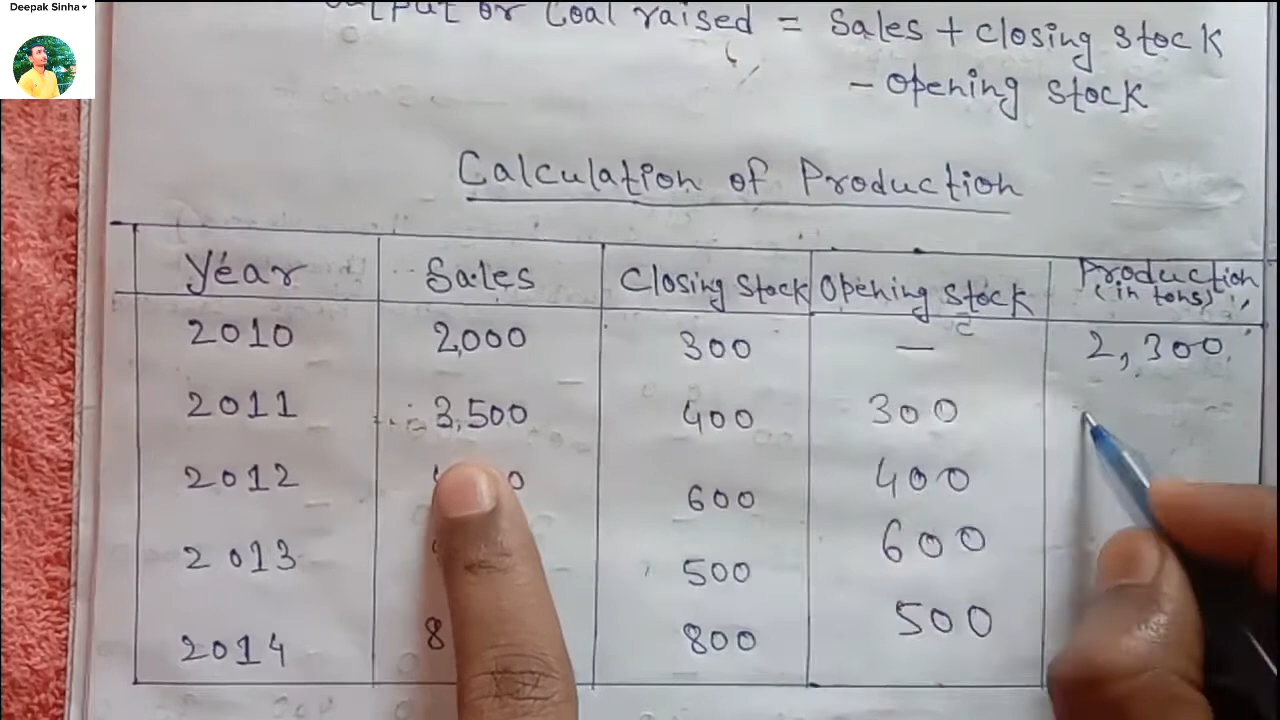 Deepak Sinha
or Coal raised = Sales + Closing stock
- Opening stock
Calculation of Production
Year Sales Closing stock Opening stock Production (in tons)
2010 2,000 300 — 2,300
2011 3,500 400 300
2012 600 400
2013 500 600
2014 800 500